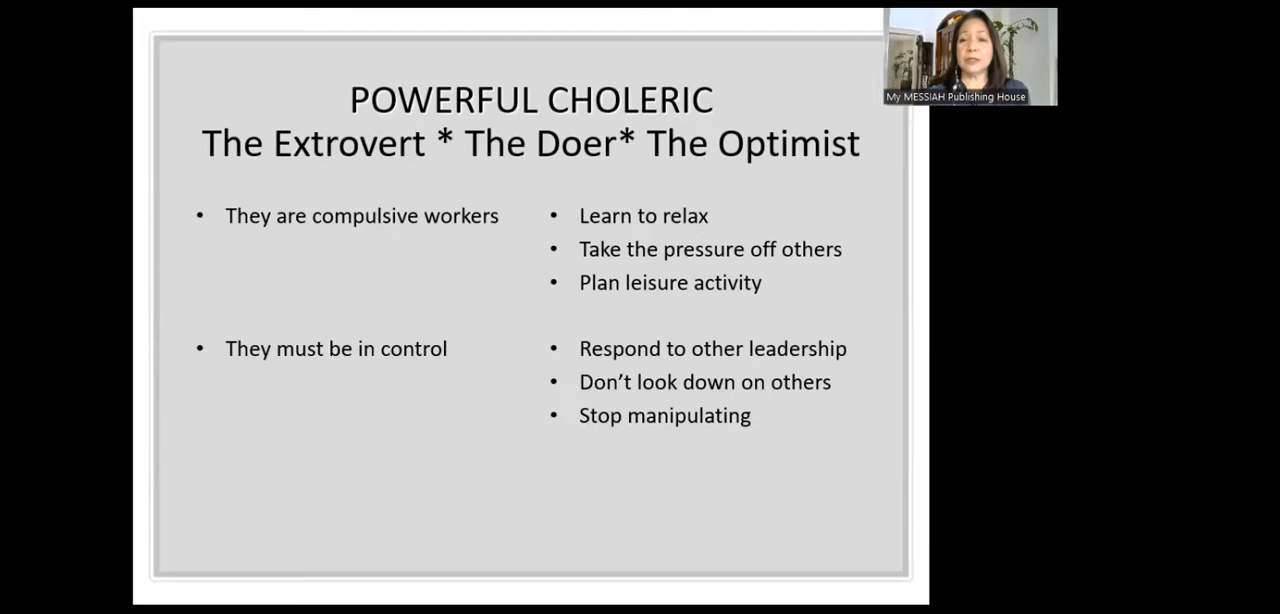 POWERFUL CHOLERIC
The Extrovert * The Doer* The Optimist
• They are compulsive workers
• Learn to relax
• Take the pressure off others
• Plan leisure activity
• They must be in control
• Respond to other leadership
• Don’t look down on others
• Stop manipulating
My MESSIAH Publishing House